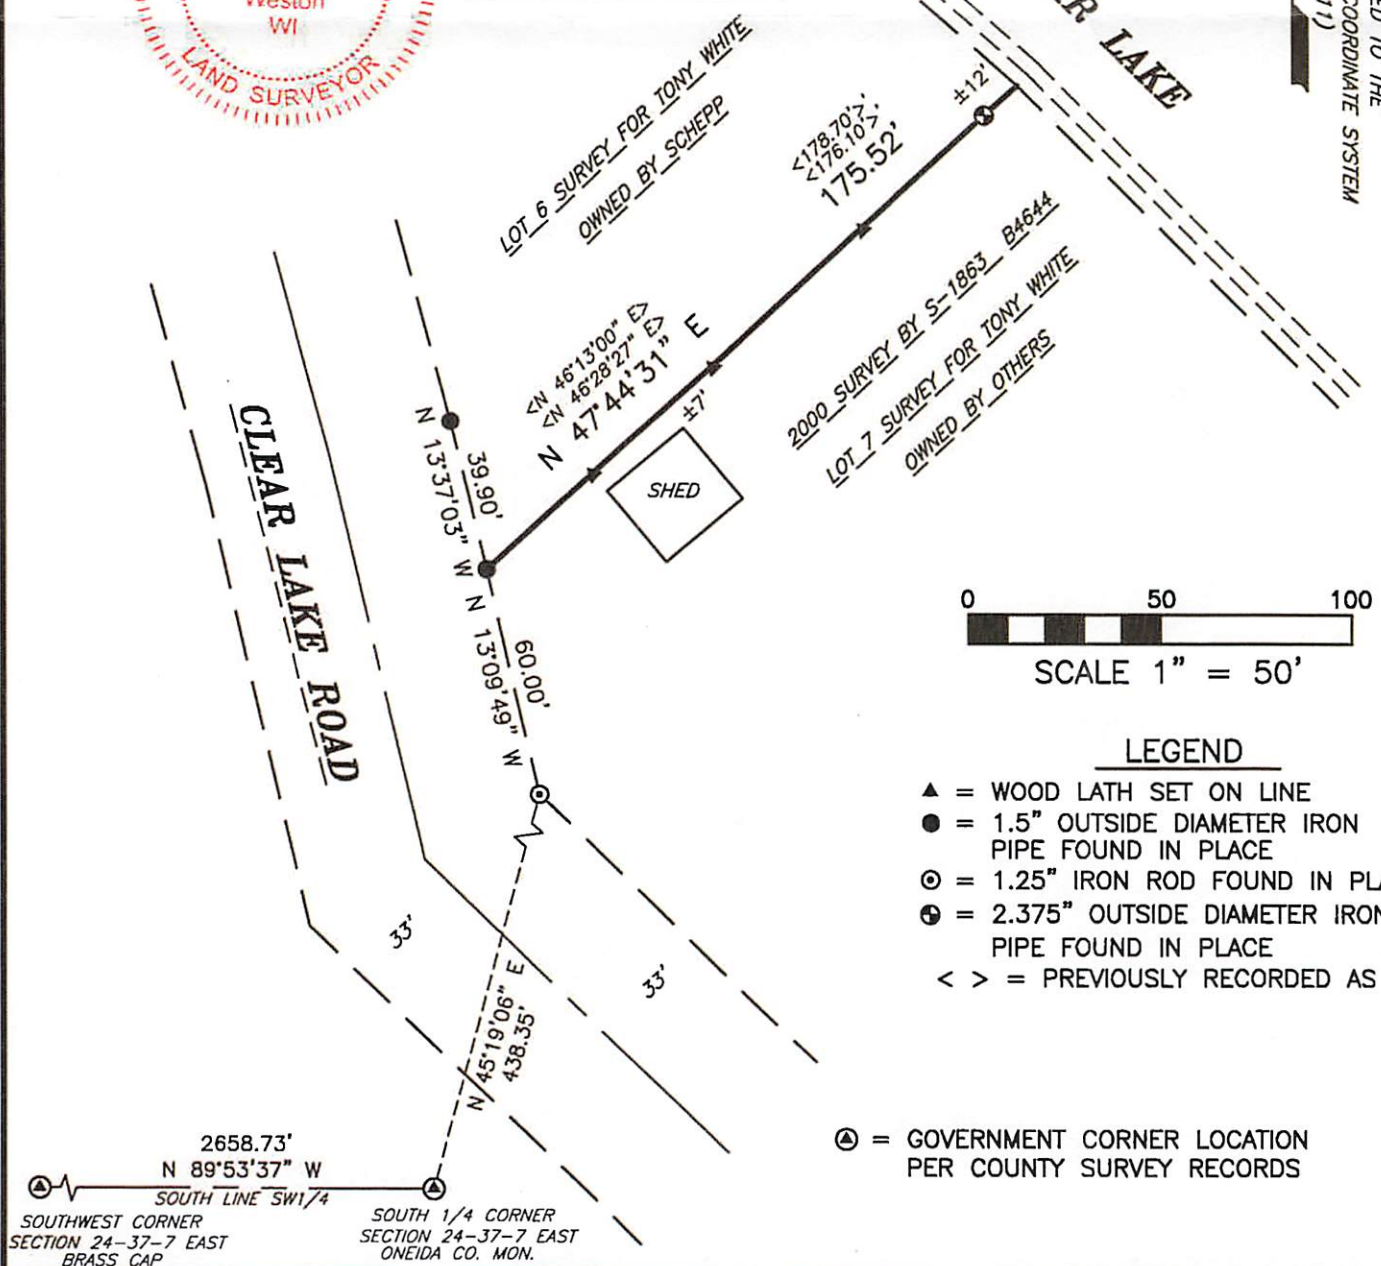 Weston
WI
LAND SURVEYOR
LAKE
ED TO THE
COORDINATE SYSTEM
11)
±12'
<178.70'>,
<176.10'>,
175.52'
LOT 6 SURVEY FOR TONY WHITE
OWNED BY SCHEPP
2000 SURVEY BY S-1863 B4644
LOT 7 SURVEY FOR TONY WHITE
OWNED BY OTHERS
<N 46°13'00" E>
<N 46°28'27" E>
N 47°44'31" E
±7'
SHED
CLEAR LAKE ROAD
39.90'
N 13°37'03" W
60.00'
N 13°09'49" W
0 50 100
SCALE 1" = 50'
LEGEND
▲ = WOOD LATH SET ON LINE
● = 1.5" OUTSIDE DIAMETER IRON
PIPE FOUND IN PLACE
= 1.25" IRON ROD FOUND IN PLA
= 2.375" OUTSIDE DIAMETER IRON
PIPE FOUND IN PLACE
< > = PREVIOUSLY RECORDED AS
33'
33'
N 45°19'06" E
438.35'
= GOVERNMENT CORNER LOCATION
PER COUNTY SURVEY RECORDS
2658.73'
N 89°53'37" W
SOUTH LINE SW1/4
SOUTHWEST CORNER
SECTION 24-37-7 EAST
BRASS CAP
SOUTH 1/4 CORNER
SECTION 24-37-7 EAST
ONEIDA CO. MON.